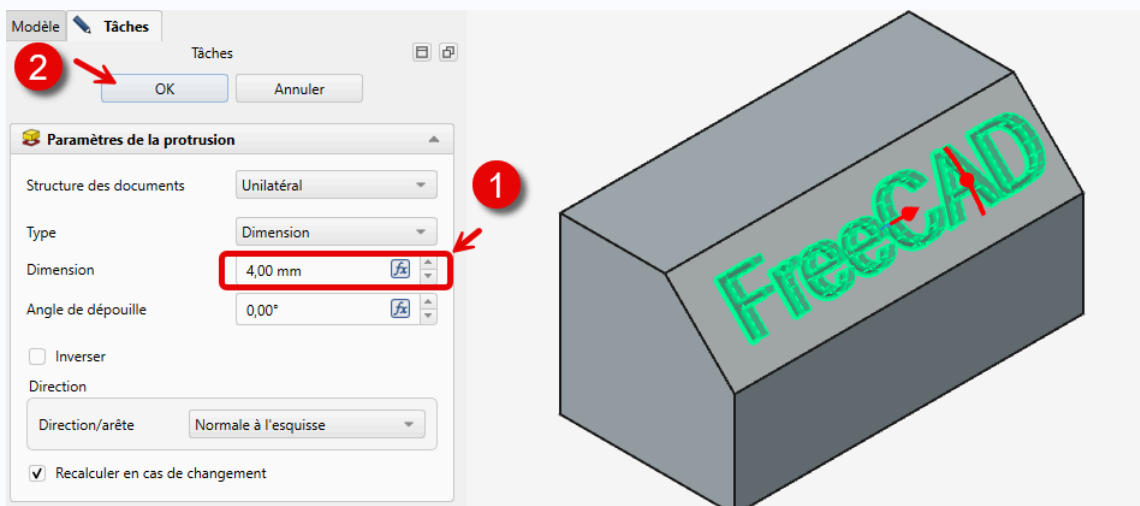 Modèle Tâches
Tâches
2
OK Annuler
Paramètres de la protrusion
1
Structure des documents Unilatéral
Type Dimension
Dimension 4,00 mm fx
Angle de dépouille 0,00° fx
Inverser
Direction
Direction/arête Normale à l'esquisse
Recalculer en cas de changement
FreeCAD